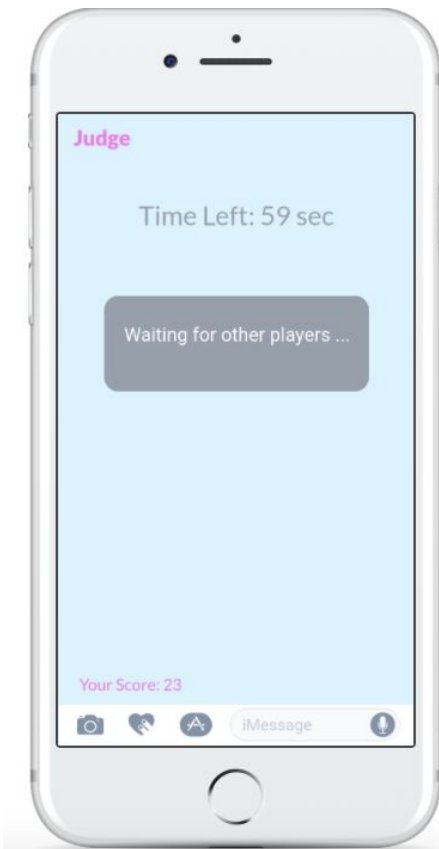 Judge
Time Left: 59 sec
Waiting for other players ...
Your Score: 23
iMessage